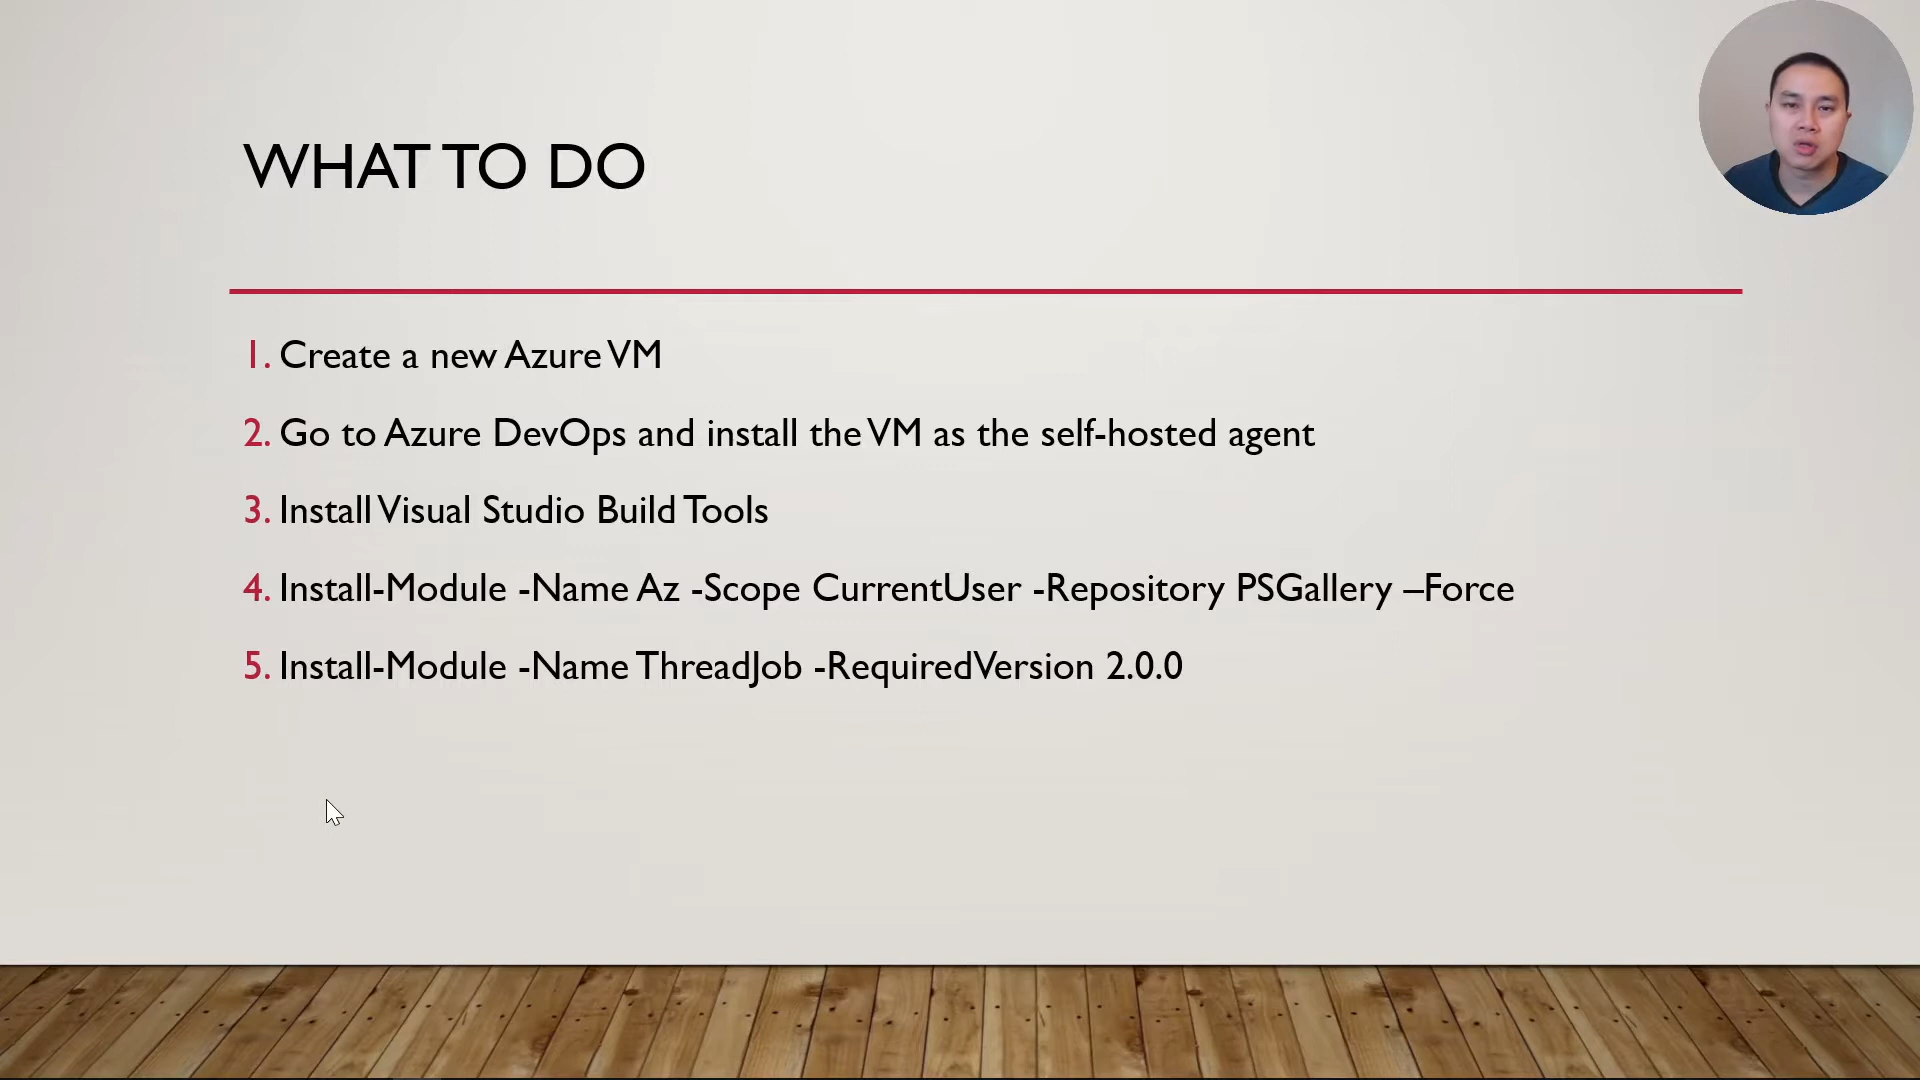 WHAT TO DO
1. Create a new Azure VM
2. Go to Azure DevOps and install the VM as the self-hosted agent
3. Install Visual Studio Build Tools
4. Install-Module -Name Az -Scope CurrentUser -Repository PSGallery –Force
5. Install-Module -Name ThreadJob -RequiredVersion 2.0.0